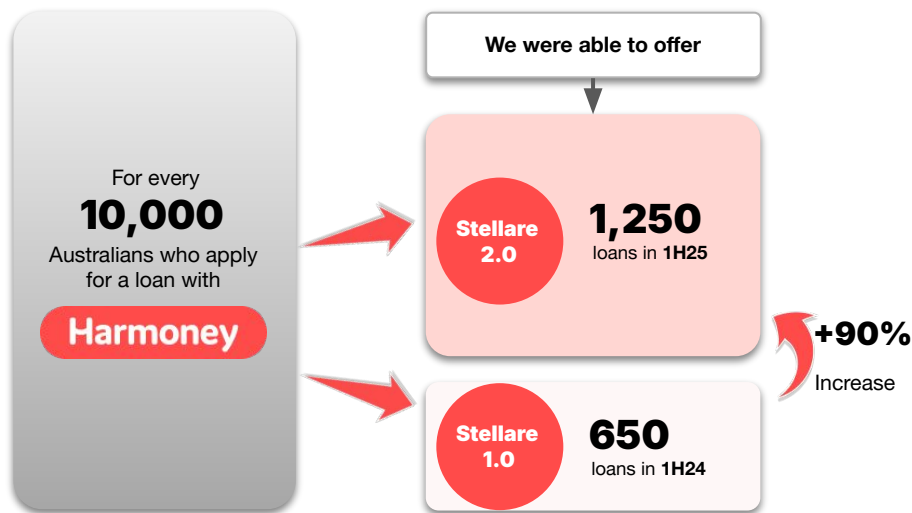 For every
10,000
Australians who apply
for a loan with
Harmoney
We were able to offer
Stellare
2.0
1,250
loans in 1H25
+90%
Increase
Stellare
1.0
650
loans in 1H24